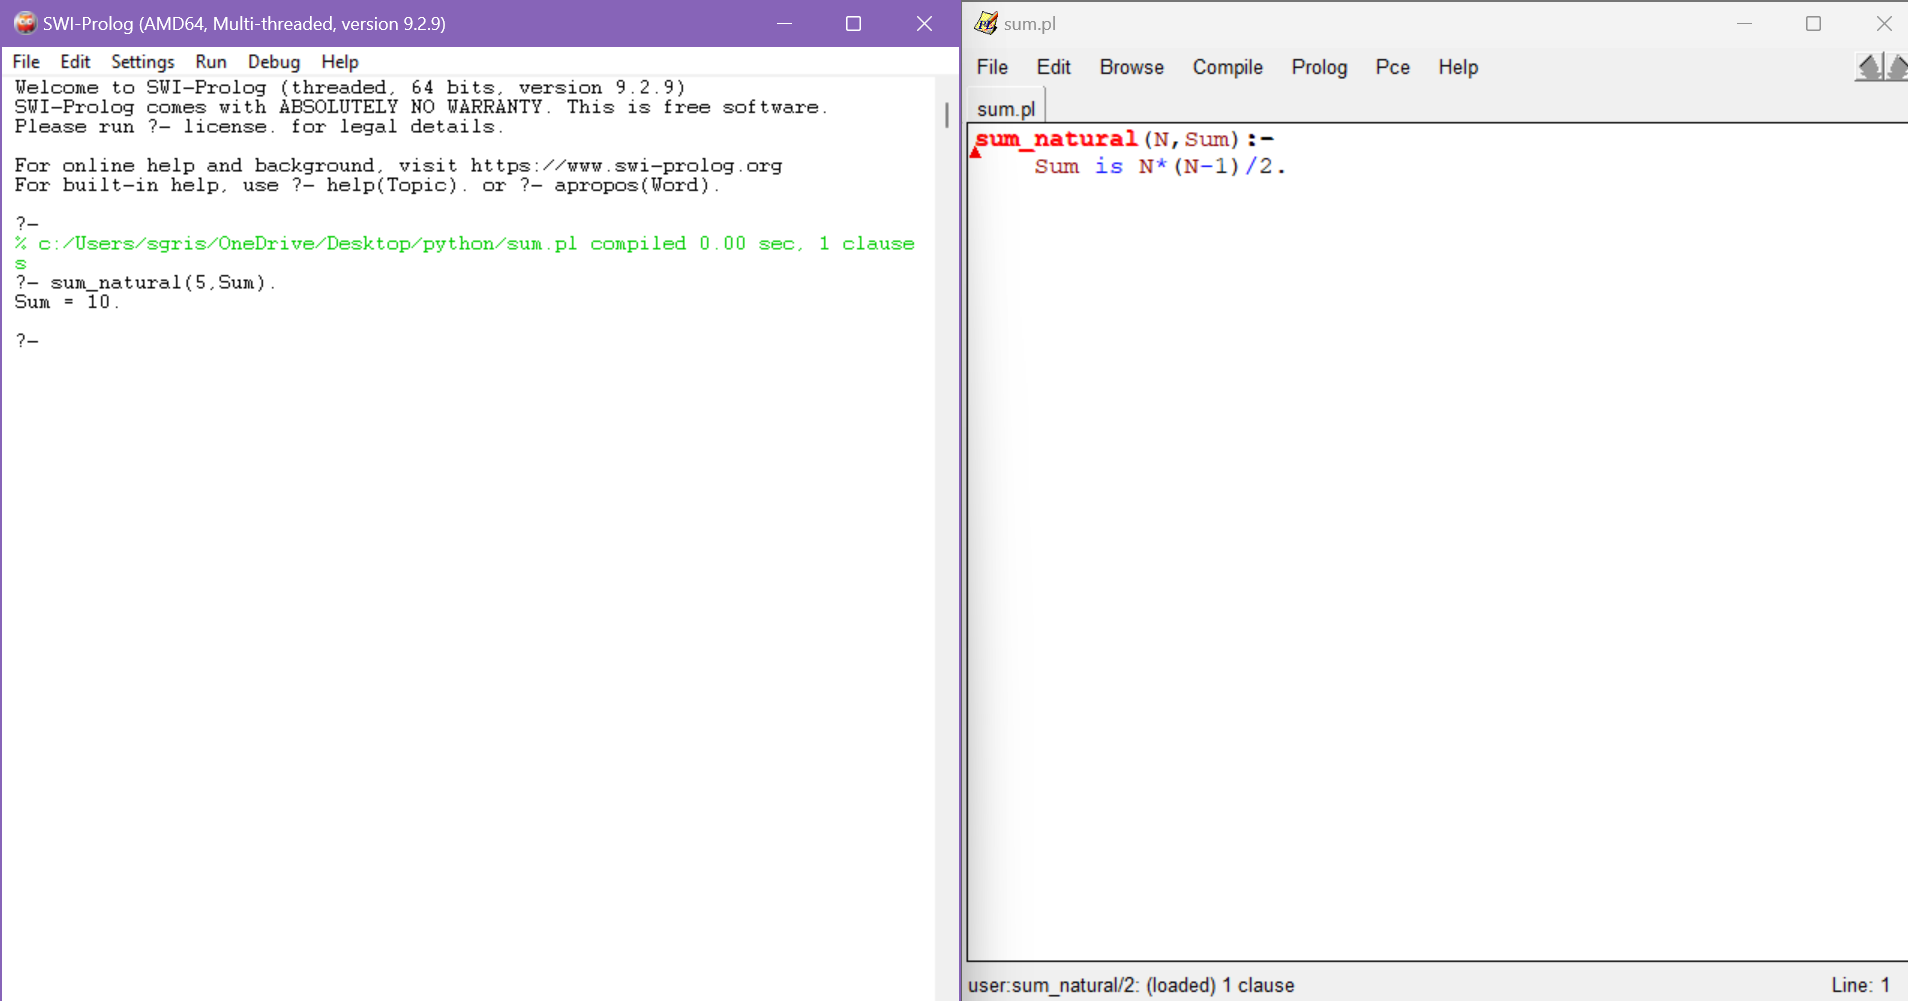 SWI-Prolog (AMD64, Multi-threaded, version 9.2.9)
File Edit Settings Run Debug Help
Welcome to SWI-Prolog (threaded, 64 bits, version 9.2.9)
SWI-Prolog comes with ABSOLUTELY NO WARRANTY. This is free software.
Please run ?- license. for legal details.
For online help and background, visit https://www.swi-prolog.org
For built-in help, use ?- help(Topic). or ?- apropos(Word).
?-
% c:/Users/sgris/OneDrive/Desktop/python/sum.pl compiled 0.00 sec, 1 clause
s
?- sum_natural(5,Sum).
Sum = 10.
?-
sum.pl
File Edit Browse Compile Prolog Pce Help
sum.pl
sum_natural(N,Sum):-
Sum is N*(N-1)/2.
user:sum_natural/2: (loaded) 1 clause
Line: 1